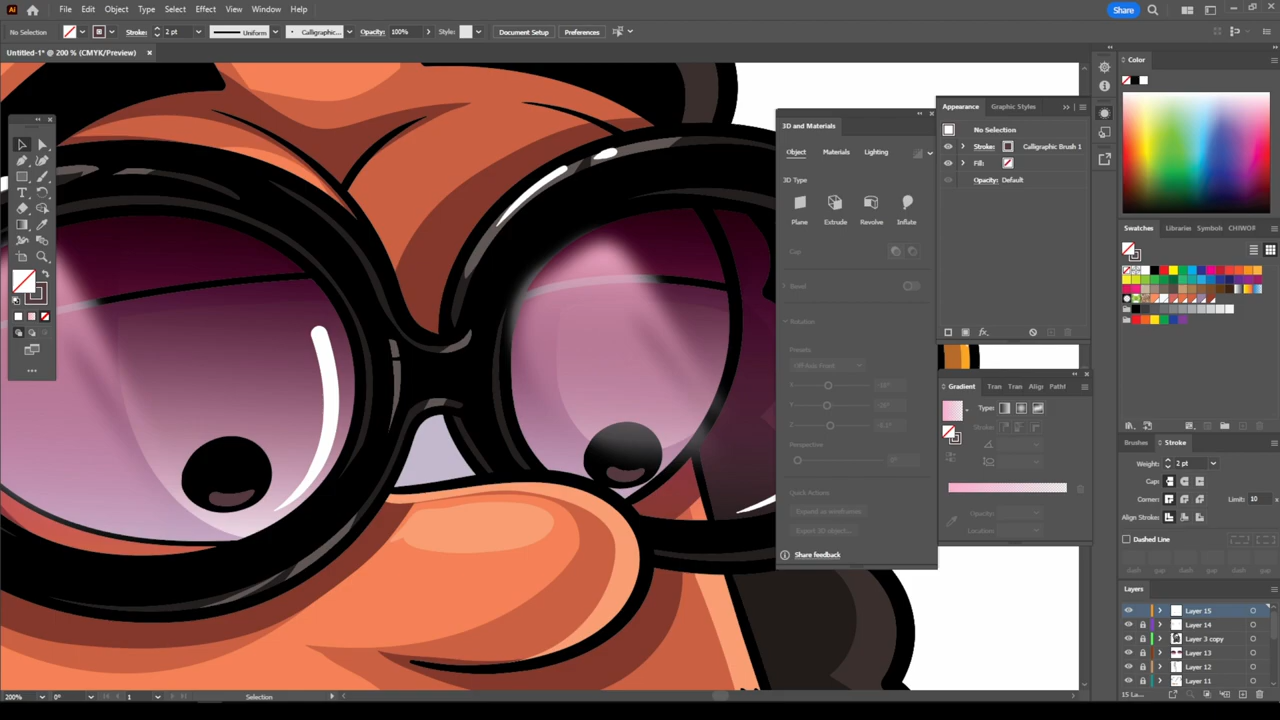 Ai File Edit Object Type Select Effect View Window Help Share
No Selection Stroke: 2 pt Uniform Calligraphic... Opacity: 100% Style: Document Setup Preferences
Untitled-1* @ 200 % (CMYK/Preview)
3D and Materials
Object Materials Lighting
3D Type
Plane Extrude Revolve Inflate
Cap
Bevel
Rotation
Presets
Off-Axis Front
X
Y
Z
Perspective
0°
Quick Actions
Expand as wireframes
Export 3D object...
Share feedback
Appearance Graphic Styles
No Selection
Stroke: Calligraphic Brush 1
Fill:
Opacity: Default
Gradient Tran Tran Aligr Pathf
Type:
Stroke:
Opacity:
Location:
Color
Swatches Libraries Symbols
Brushes Stroke
Weight: 2 pt
Cap:
Corner: Limit: 10
Align Stroke:
Dashed Line
dash gap dash gap dash gap
Layers
Layer 15
Layer 14
Layer 3 copy
Layer 13
Layer 12
Layer 11
15 La...
200% 0° 1 Selection